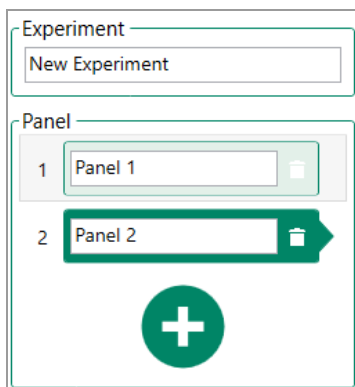 Experiment
New Experiment
Panel
1 Panel 1
2 Panel 2